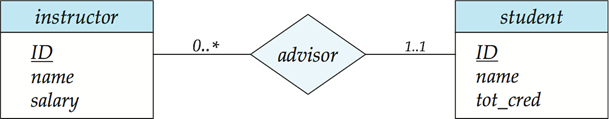 instructor
ID
name
salary
0..*
advisor
1..1
student
ID
name
tot_cred